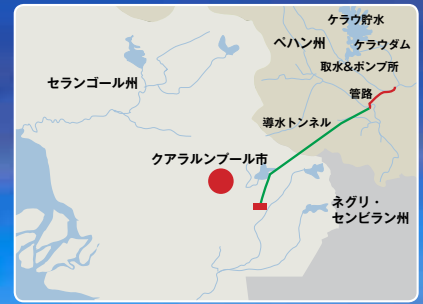 ケラウ貯水
ペハン州
ケラウダム
取水&ポンプ所
セランゴール州
管路
導水トンネル
クアラルンプール市
ネグリ・
センビラン州